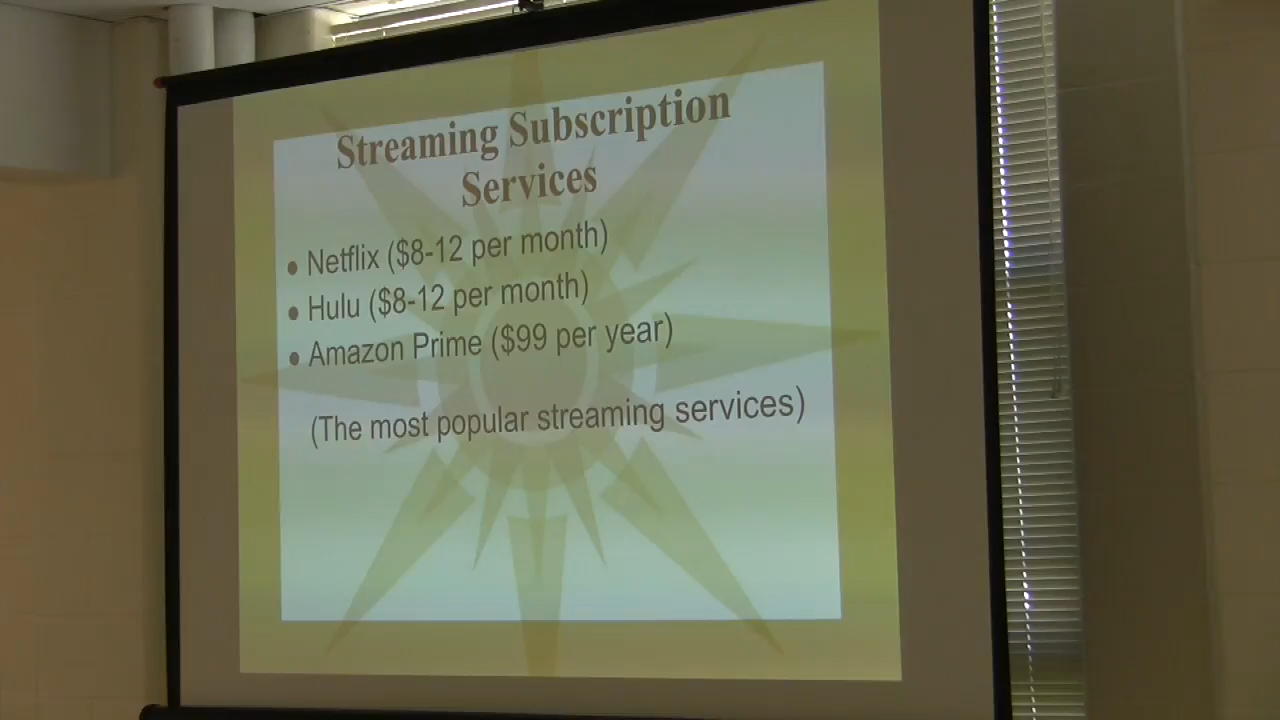 Streaming Subscription
Services
• Netflix ($8-12 per month)
• Hulu ($8-12 per month)
• Amazon Prime ($99 per year)
(The most popular streaming services)